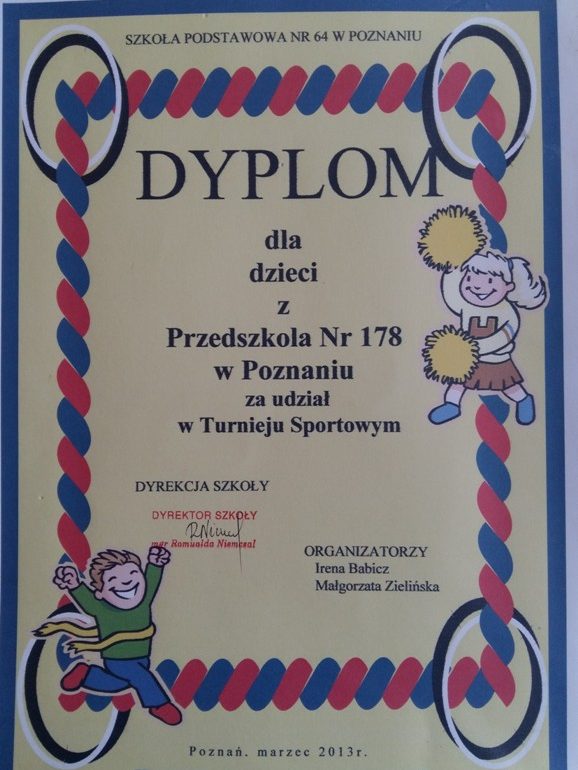 SZKOŁA PODSTAWOWA NR 64 W POZNANIU
DYPLOM
dla
dzieci
z
Przedszkola Nr 178
w Poznaniu
za udział
w Turnieju Sportowym
DYREKCJA SZKOŁY
DYREKTOR SZKOŁY
mgr Romualda Niemczal
ORGANIZATORZY
Irena Babicz
Małgorzata Zielińska
Poznań, marzec 2013r.